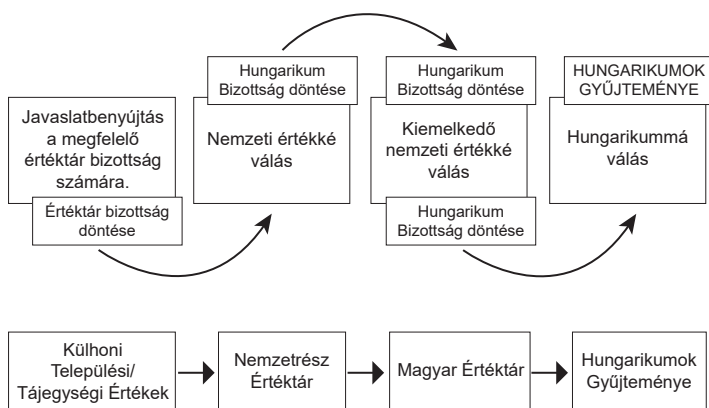 Javaslatbenyújtás
a megfelelő
értéktár bizottság
számára.
Értéktár bizottság
döntése
Hungarikum
Bizottság döntése
Nemzeti értékké
válás
Hungarikum
Bizottság döntése
Kiemelkedő
nemzeti értékké
válás
Hungarikum
Bizottság döntése
HUNGARIKUMOK
GYŰJTEMÉNYE
Hungarikummá
válás
Külhoni
Települési/
Tájegységi Értékek
Nemzetrész
Értéktár
Magyar Értéktár
Hungarikumok
Gyűjteménye